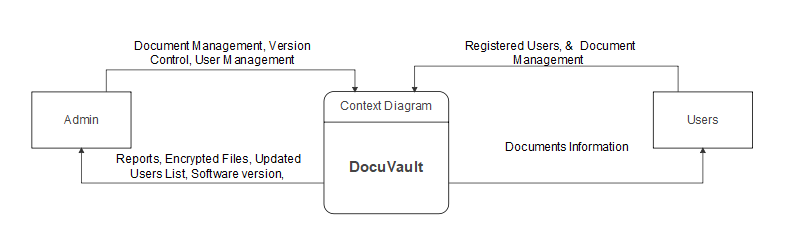 Document Management, Version
Control, User Management
Registered Users, & Document
Management
Admin
Context Diagram
Users
DocuVault
Reports, Encrypted Files, Updated
Users List, Software version,
Documents Information